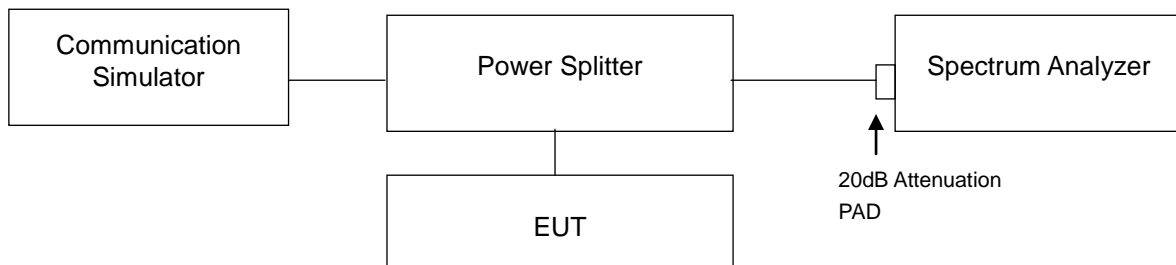 Communication
Simulator
Power Splitter
Spectrum Analyzer
20dB Attenuation
PAD
EUT